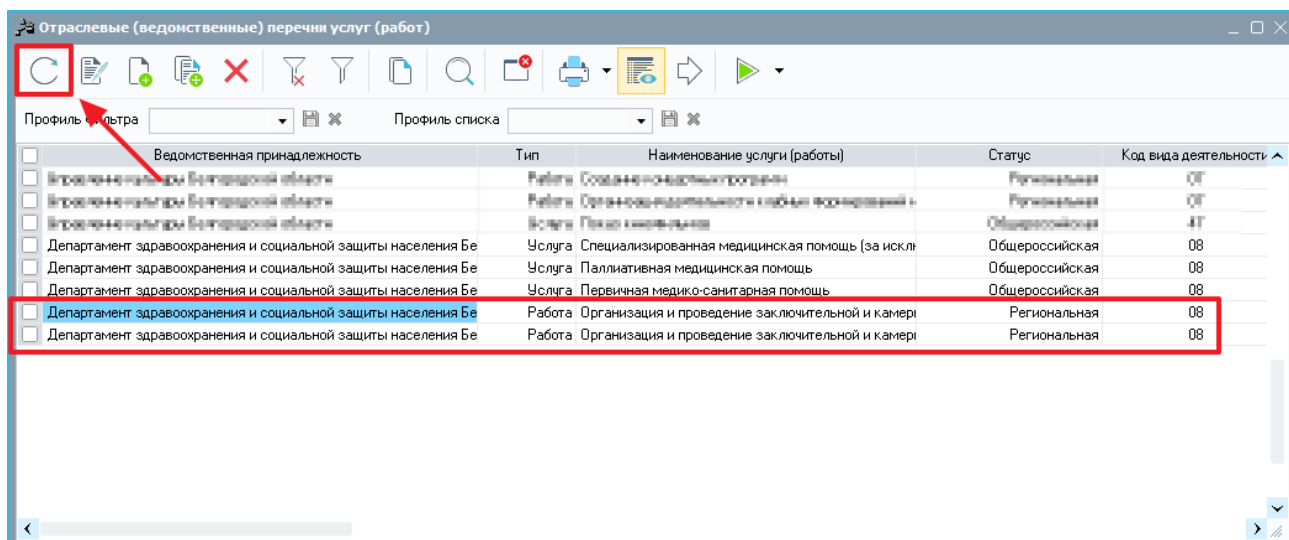 Отраслевые (ведомственные) перечни услуг (работ)
Профиль фильтра Профиль списка
Ведомственная принадлежность Тип Наименование услуги (работы) Статус Код вида деятельности
Департамент здравоохранения и социальной защиты населения Бе Услуга Специализированная медицинская помощь (за искл Общероссийская 08
Департамент здравоохранения и социальной защиты населения Бе Услуга Паллиативная медицинская помощь Общероссийская 08
Департамент здравоохранения и социальной защиты населения Бе Услуга Первичная медико-санитарная помощь Общероссийская 08
Департамент здравоохранения и социальной защиты населения Бе Работа Организация и проведение заключительной и камер Региональная 08
Департамент здравоохранения и социальной защиты населения Бе Работа Организация и проведение заключительной и камер Региональная 08